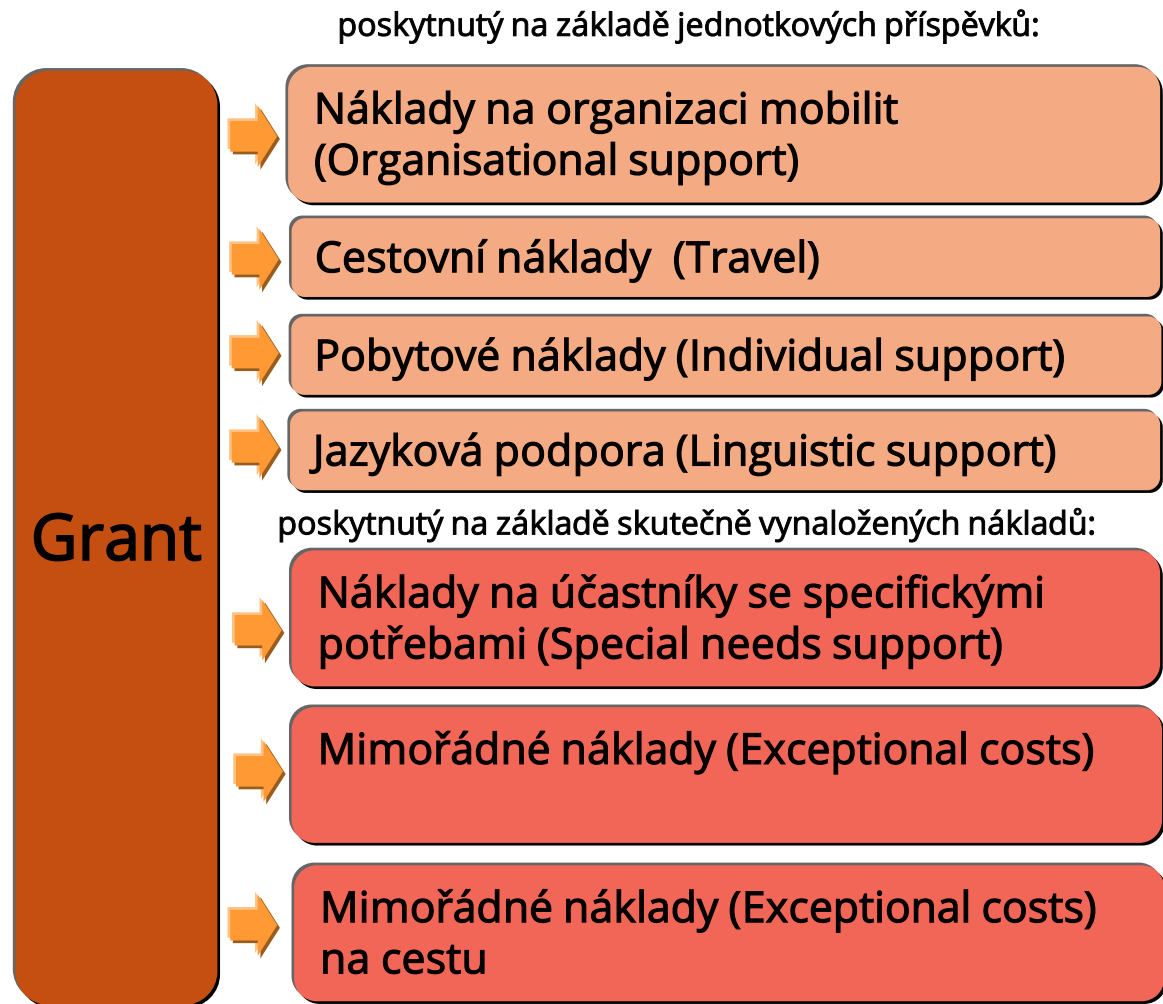 poskytnutý na základě jednotkových příspěvků:
Náklady na organizaci mobilit
(Organisational support)
Cestovní náklady  (Travel)
Pobytové náklady (Individual support)
Jazyková podpora (Linguistic support)
Grant
poskytnutý na základě skutečně vynaložených nákladů:
Náklady na účastníky se specifickými
potřebami (Special needs support)
Mimořádné náklady (Exceptional costs)
Mimořádné náklady (Exceptional costs)
na cestu